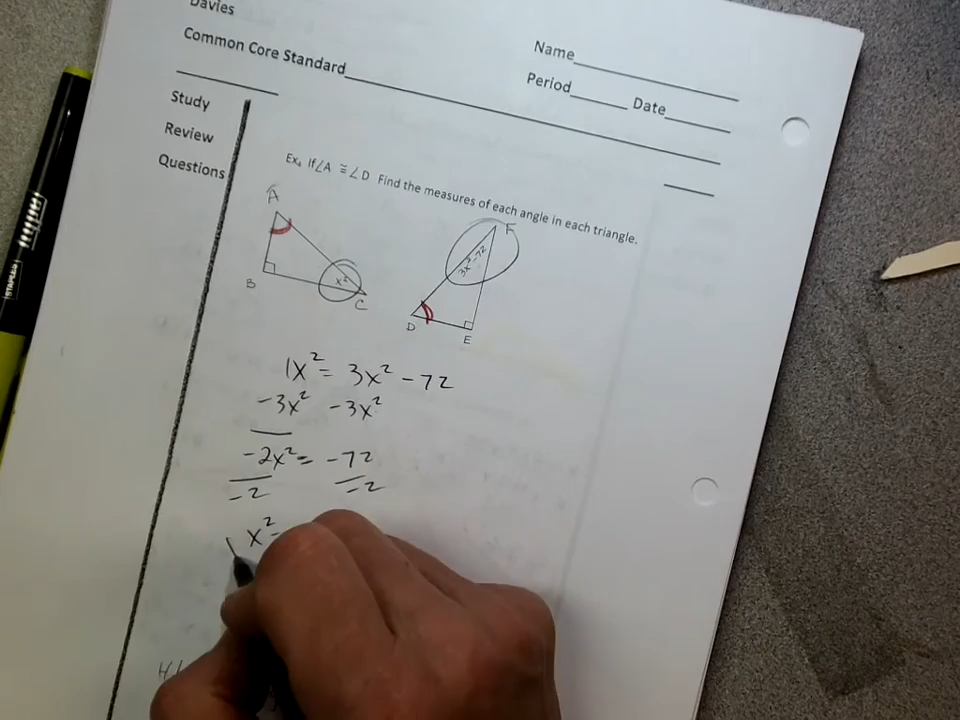 Davies
Common Core Standard
Name
Period Date
Study
Review
Questions
Ex. If ∠A ≅ ∠D Find the measures of each angle in each triangle.
A
B
x²
C
F
3x²-72
D
E
1x² = 3x² - 72
-3x² -3x²
-2x² = -72
-2 -2
x²
STAPLES